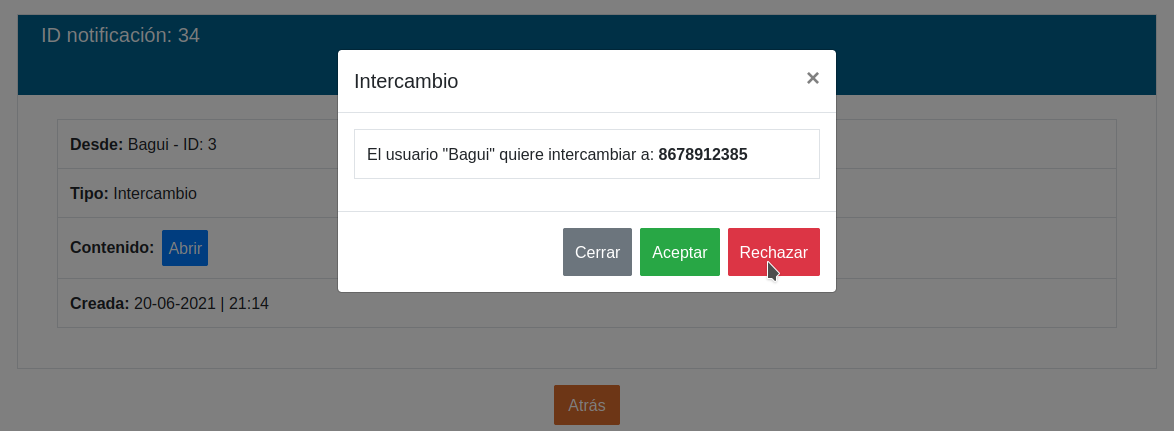 ID notificación: 34
Intercambio
×
El usuario "Bagui" quiere intercambiar a: 8678912385
Cerrar Aceptar Rechazar
Desde: Bagui - ID: 3
Tipo: Intercambio
Contenido: Abrir
Creada: 20-06-2021 | 21:14
Atrás